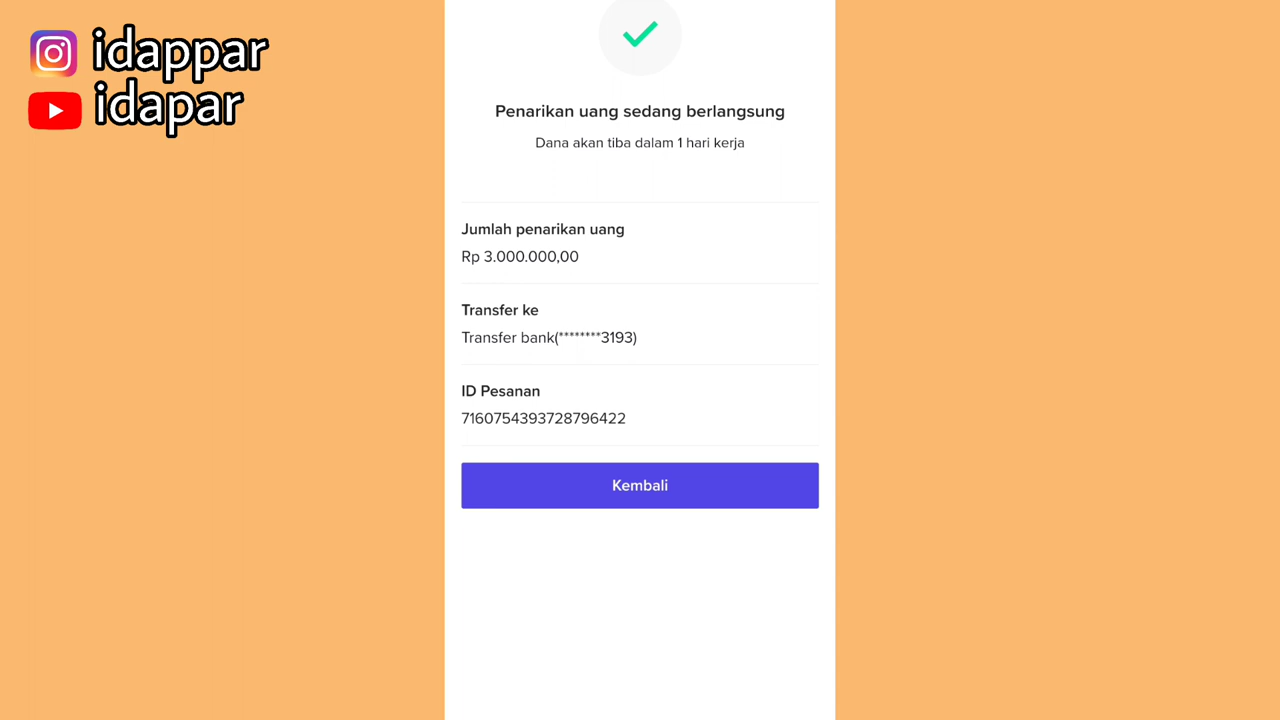 idappar
idapar
Penarikan uang sedang berlangsung
Dana akan tiba dalam 1 hari kerja
Jumlah penarikan uang
Rp 3.000.000,00
Transfer ke
Transfer bank(********3193)
ID Pesanan
7160754393728796422
Kembali